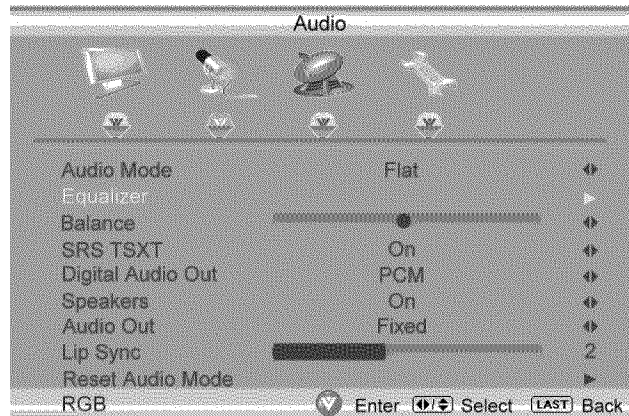 Audio
Audio Mode Flat
Equalizer
Balance
SRS TSXT On
Digital Audio Out PCM
Speakers On
Audio Out Fixed
Lip Sync 2
Reset Audio Mode
RGB Enter Select LAST Back